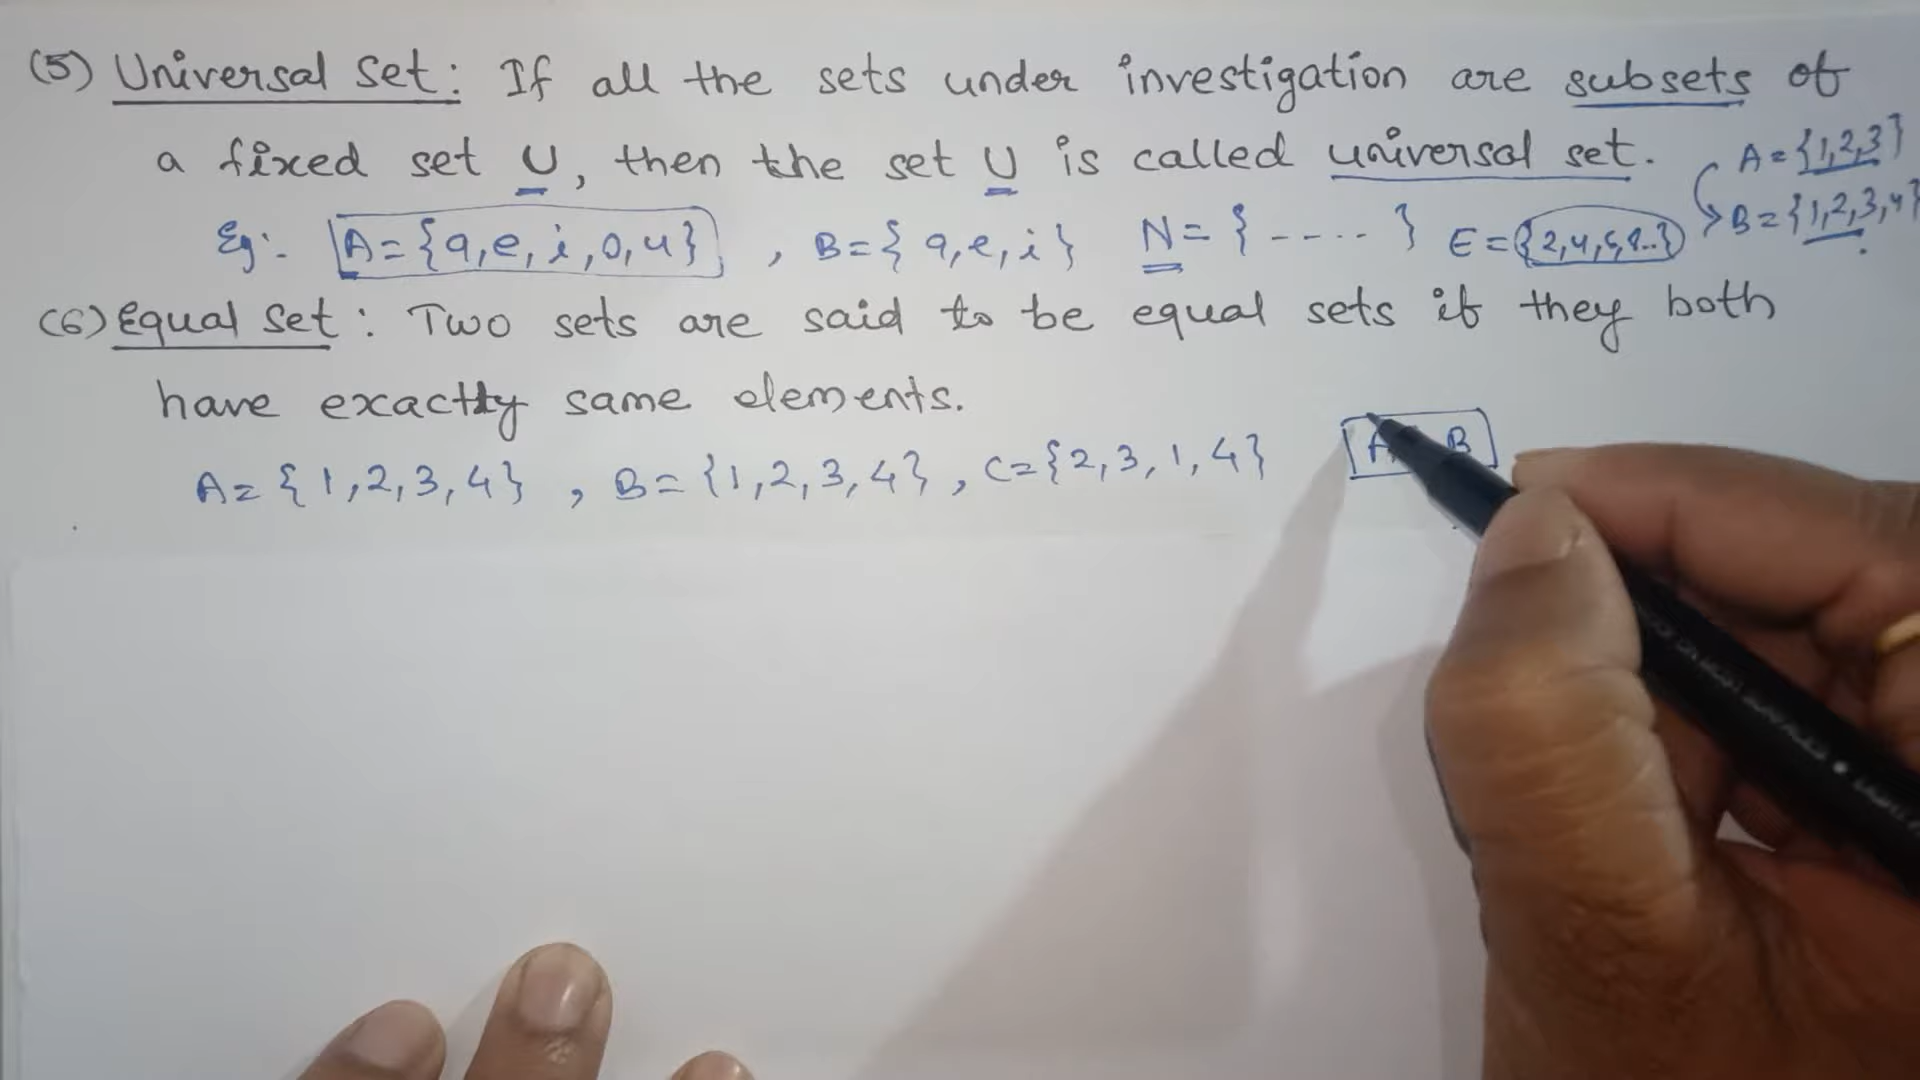 (5) Universal Set: If all the sets under investigation are subsets of
a fixed set U, then the set U is called universal set.
A = {1,2,3}
B = {1,2,3,4}
Eg:- A = {a,e,i,o,u}, B = {a,e,i} N = {-----} E = {2,4,6,8..}
(6) Equal Set: Two sets are said to be equal sets if they both
have exactly same elements.
A = {1,2,3,4}, B = {1,2,3,4}, C = {2,3,1,4} A B